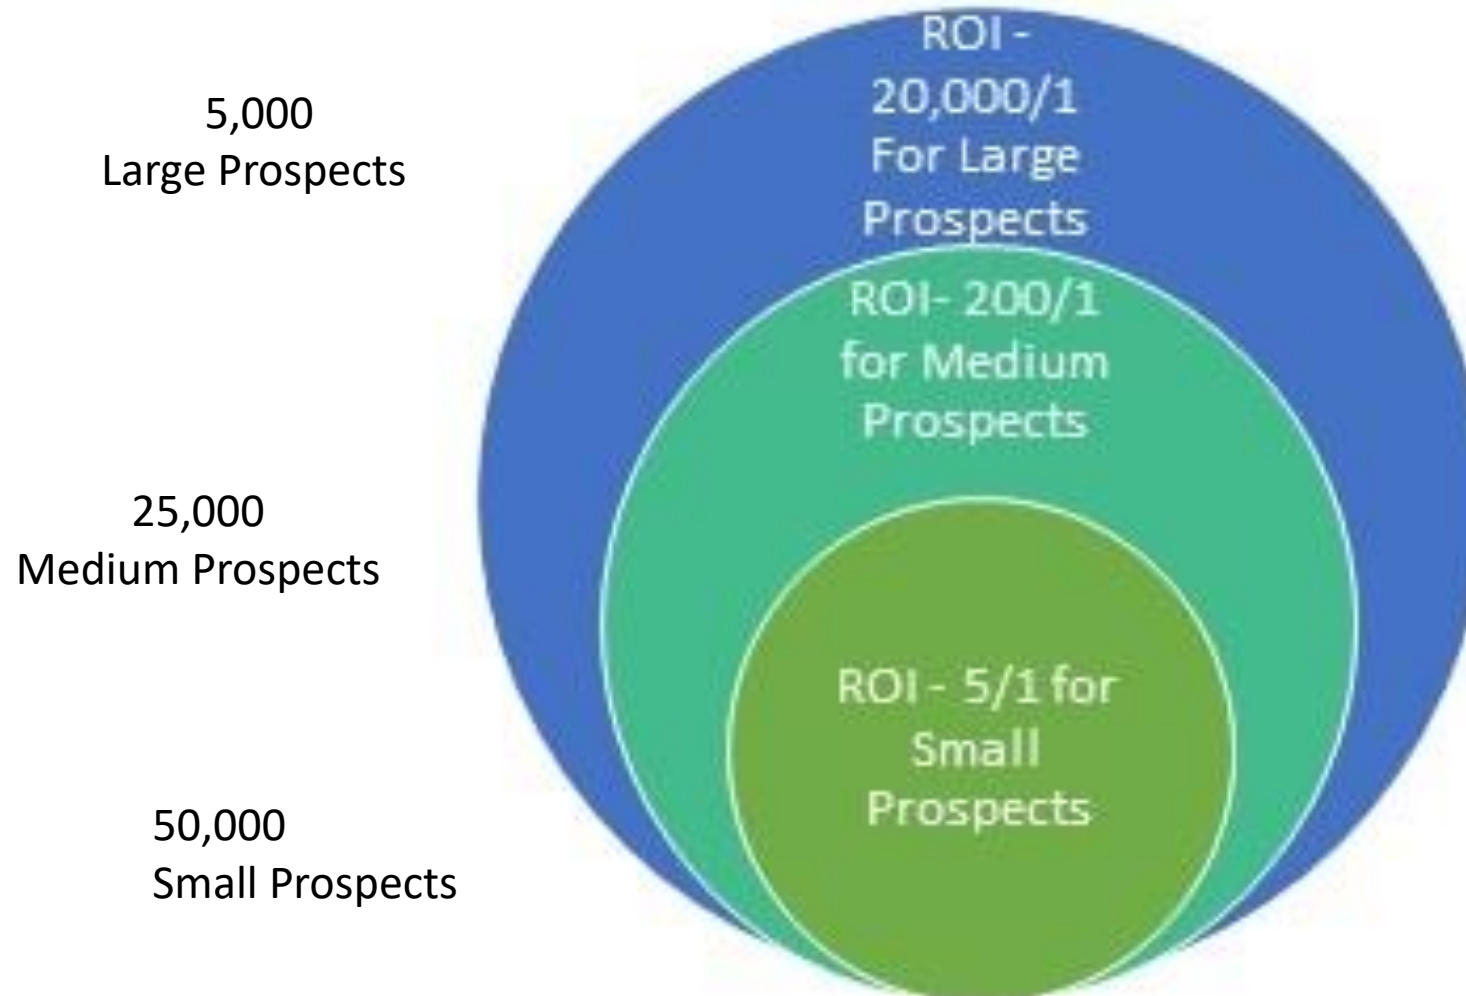 5,000
Large Prospects
25,000
Medium Prospects
50,000
Small Prospects
ROI -
20,000/1
For Large
Prospects
ROI- 200/1
for Medium
Prospects
ROI - 5/1 for
Small
Prospects